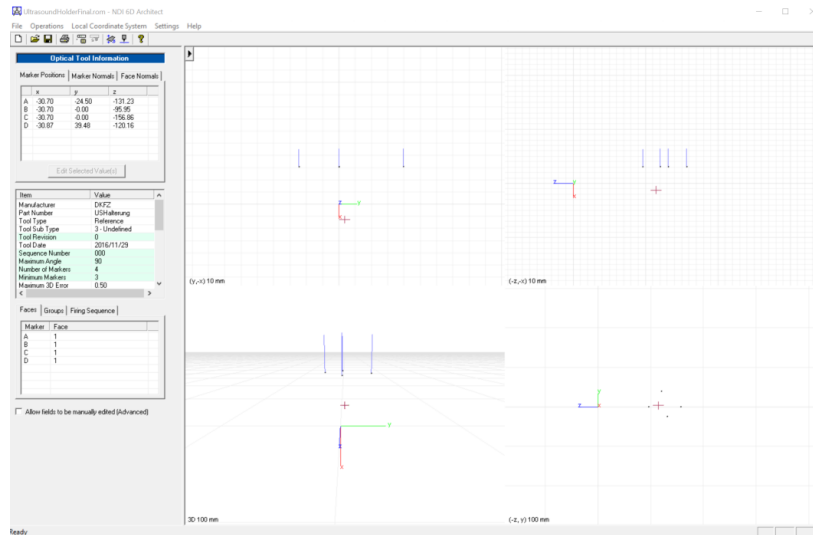 UltrasoundHolderFinal.rom - NDI 6D Architect
File Operations Local Coordinate System Settings Help
Optical Tool Information
Marker Positions Marker Normals Face Normals
x y z
A -30.70 -24.50 -131.23
B -30.70 -0.00 -95.95
C -30.70 -0.00 -156.86
D -30.87 39.48 -120.16
Edit Selected Value(s)
Item Value
Manufacturer DKFZ
Part Number USHalterung
Tool Type Reference
Tool Sub Type 3 - Undefined
Tool Revision 0
Tool Date 2016/11/29
Sequence Number 000
Maximum Angle 90
Number of Markers 4
Minimum Markers 3
Maximum 3D Error 0.50
Faces Groups Firing Sequence
Marker Face
A 1
B 1
C 1
D 1
Allow fields to be manually edited (Advanced)
z y
x
(y,-x) 10 mm
z y
x
(-z,-x) 10 mm
y
z
x
3D 100 mm
y
z x
(-z, y) 100 mm
Ready